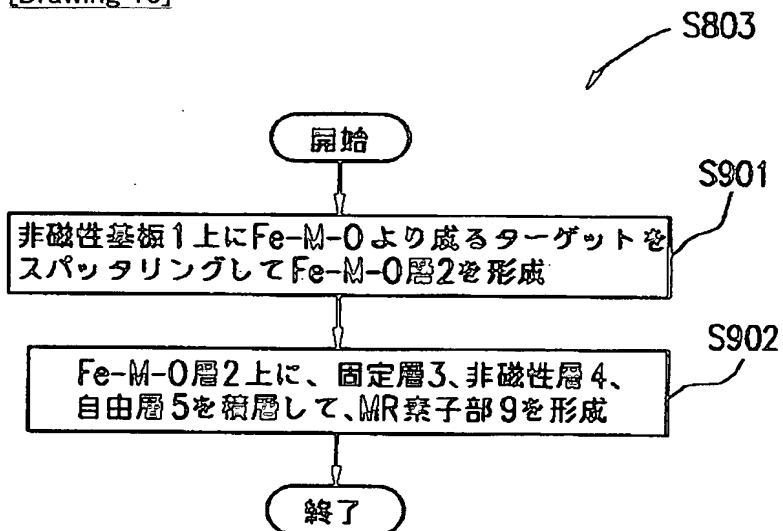 S803
開始
S901
非磁性基板1上にFe-M-Oより成るターゲットを
スパッタリングしてFe-M-O層2を形成
S902
Fe-M-O層2上に、固定層3、非磁性層4、
自由層5を積層して、MR素子部9を形成
終了